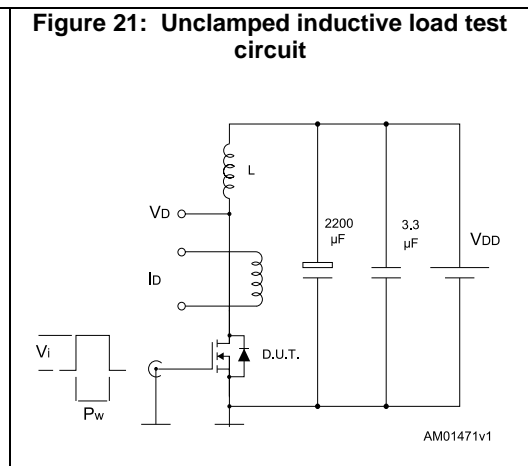 Figure 21: Unclamped inductive load test
circuit
L
VD
2200
µF
3.3
µF
VDD
ID
Vi
D.U.T.
Pw
AM01471v1